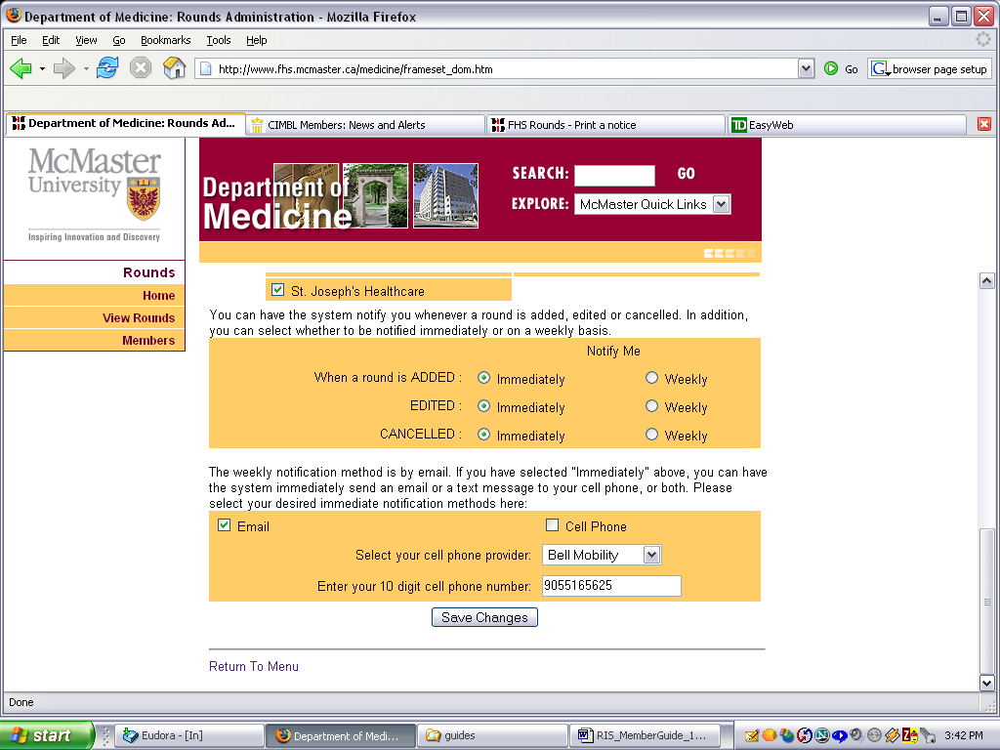 Department of Medicine: Rounds Administration - Mozilla Firefox
File Edit View Go Bookmarks Tools Help
http://www.fhs.mcmaster.ca/medicine/frameset_dom.htm Go G browser page setup
Department of Medicine: Rounds Ad... CIMBL Members: News and Alerts FHS Rounds - Print a notice TD EasyWeb
McMaster
University
Inspiring Innovation and Discovery
Rounds
Home
View Rounds
Members
Department of
Medicine
SEARCH: GO
EXPLORE: McMaster Quick Links
St. Joseph's Healthcare
You can have the system notify you whenever a round is added, edited or cancelled. In addition,
you can select whether to be notified immediately or on a weekly basis.
Notify Me
When a round is ADDED : Immediately Weekly
EDITED : Immediately Weekly
CANCELLED : Immediately Weekly
The weekly notification method is by email. If you have selected "Immediately" above, you can have
the system immediately send an email or a text message to your cell phone, or both. Please
select your desired immediate notification methods here:
Email Cell Phone
Select your cell phone provider: Bell Mobility
Enter your 10 digit cell phone number: 9055165625
Save Changes
Return To Menu
Done
start Eudora - [In] Department of Medi... guides RIS_MemberGuide_1... 3:42 PM